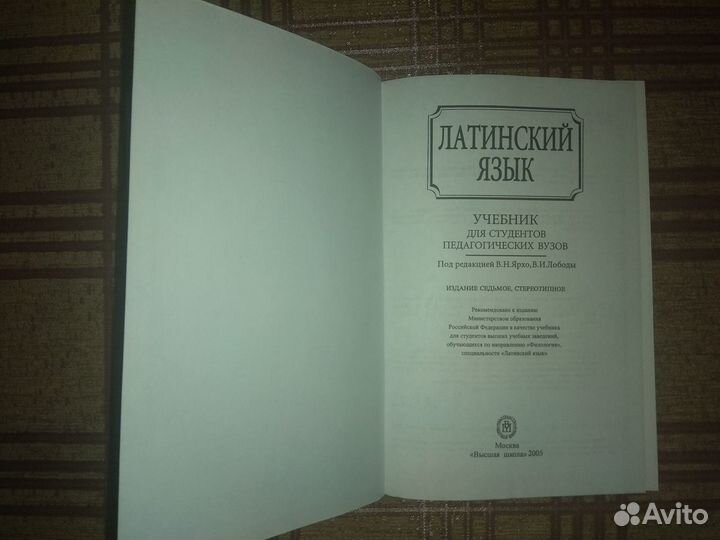 ЛАТИНСКИЙ
ЯЗЫК
УЧЕБНИК
ДЛЯ СТУДЕНТОВ
ПЕДАГОГИЧЕСКИХ ВУЗОВ
Под редакцией В.Н.Ярхо, В.И.Лободы
ИЗДАНИЕ СЕДЬМОЕ, СТЕРЕОТИПНОЕ
Рекомендовано к изданию
Министерством образования
Российской Федерации в качестве учебника
для студентов высших учебных заведений,
обучающихся по направлению «Филология»,
специальности «Латинский язык»
Москва
«Высшая школа» 2005
Avito